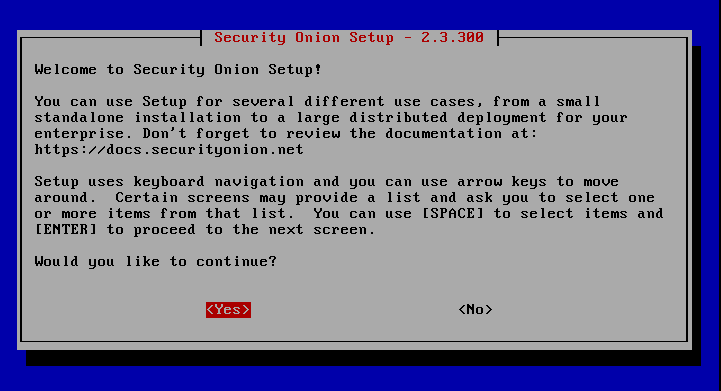 Security Onion Setup - 2.3.300
Welcome to Security Onion Setup!
You can use Setup for several different use cases, from a small
standalone installation to a large distributed deployment for your
enterprise. Don't forget to review the documentation at:
https://docs.securityonion.net
Setup uses keyboard navigation and you can use arrow keys to move
around.  Certain screens may provide a list and ask you to select one
or more items from that list.  You can use [SPACE] to select items and
[ENTER] to proceed to the next screen.
Would you like to continue?
<Yes> <No>